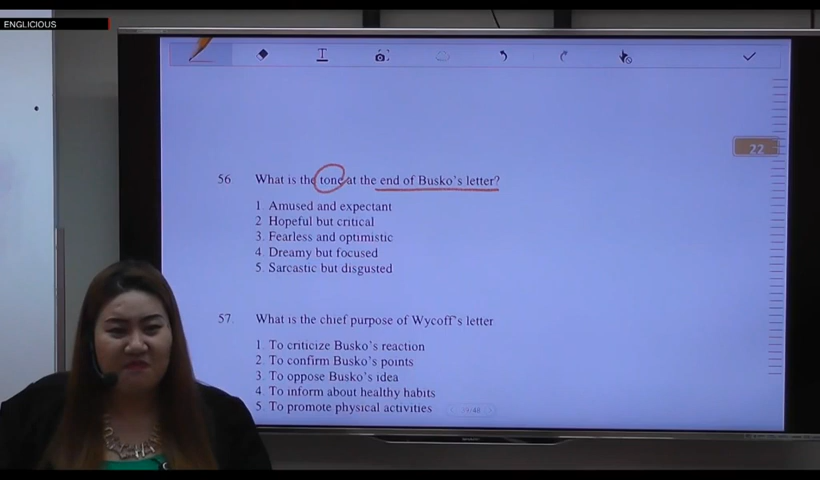 ENGLICIOUS
T
22
56 What is the tone at the end of Busko's letter?
1. Amused and expectant
2 Hopeful but critical
3. Fearless and optimistic
4. Dreamy but focused
5. Sarcastic but disgusted
57. What is the chief purpose of Wycoff's letter
1. To criticize Busko's reaction
2. To confirm Busko's points
3. To oppose Busko's idea
4 To inform about healthy habits
5. To promote physical activities
39/48